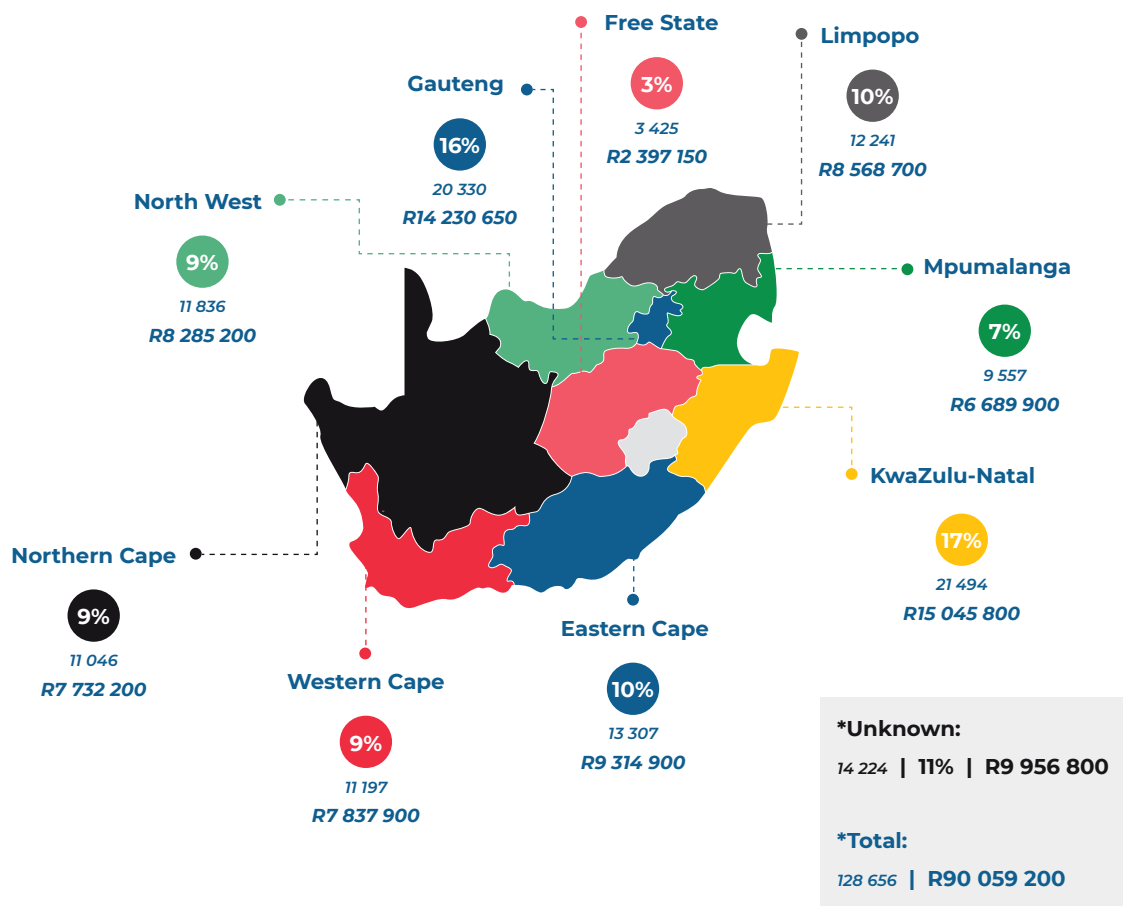 Free State
3%
3 425
R2 397 150
Limpopo
10%
12 241
R8 568 700
Gauteng
16%
20 330
R14 230 650
North West
9%
11 836
R8 285 200
Mpumalanga
7%
9 557
R6 689 900
KwaZulu-Natal
17%
21 494
R15 045 800
Northern Cape
9%
11 046
R7 732 200
Western Cape
9%
11 197
R7 837 900
Eastern Cape
10%
13 307
R9 314 900
*Unknown:
14 224 | 11% | R9 956 800
*Total:
128 656 | R90 059 200